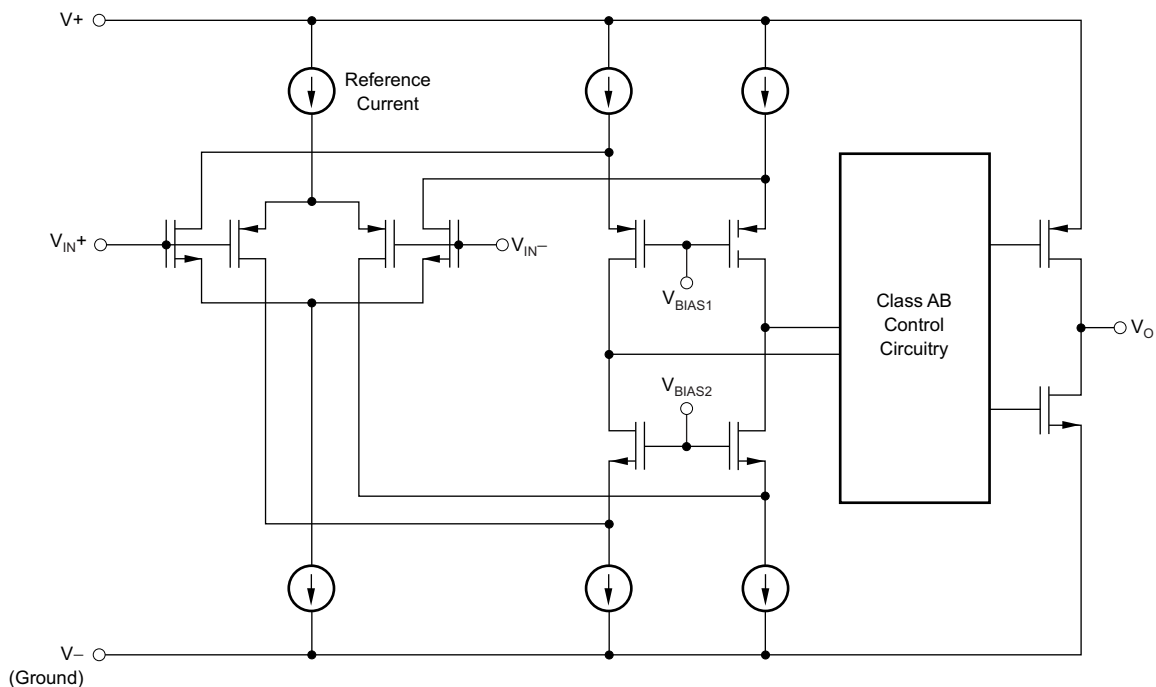 V+
Reference
Current
V_IN+
V_IN−
V_BIAS1
Class AB
Control
Circuitry
V_O
V_BIAS2
V−
(Ground)